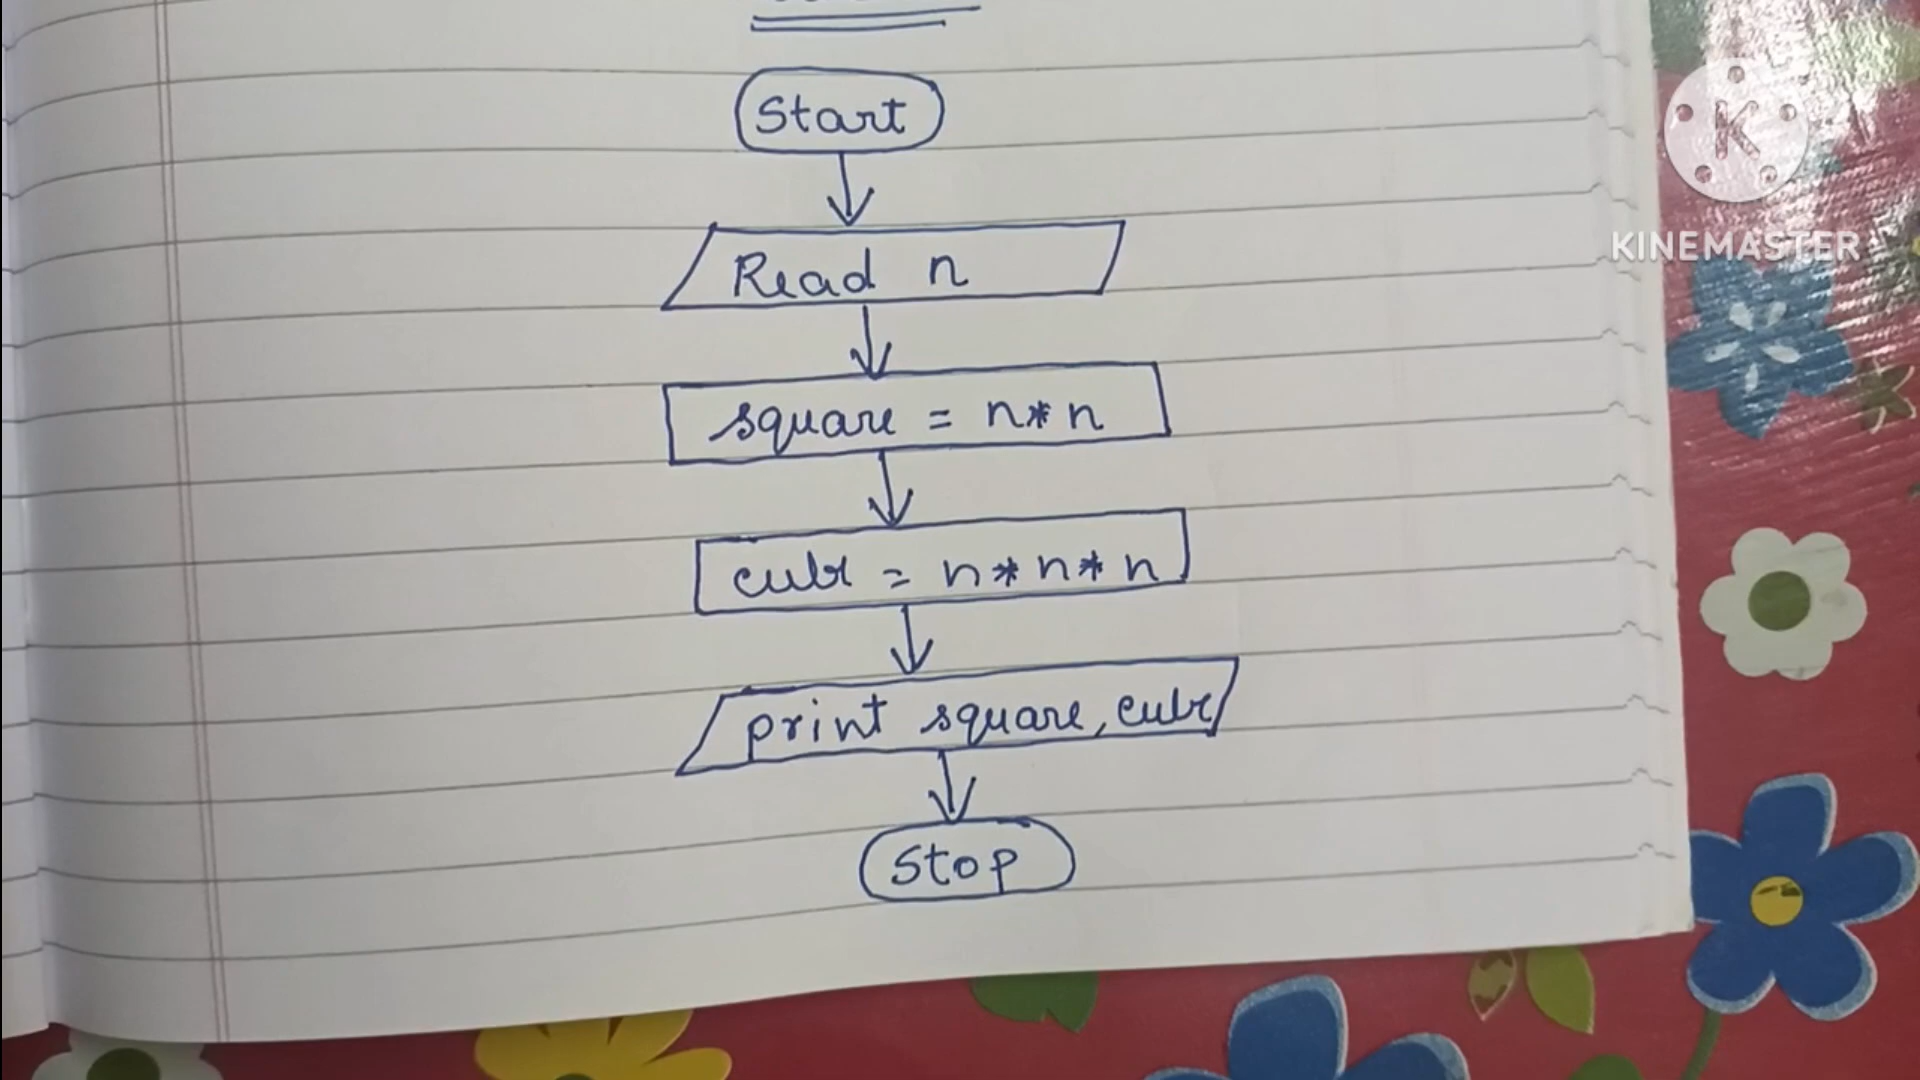 Start
Read n
square = n*n
cube = n*n*n
print square, cube
Stop
K
KINEMASTER